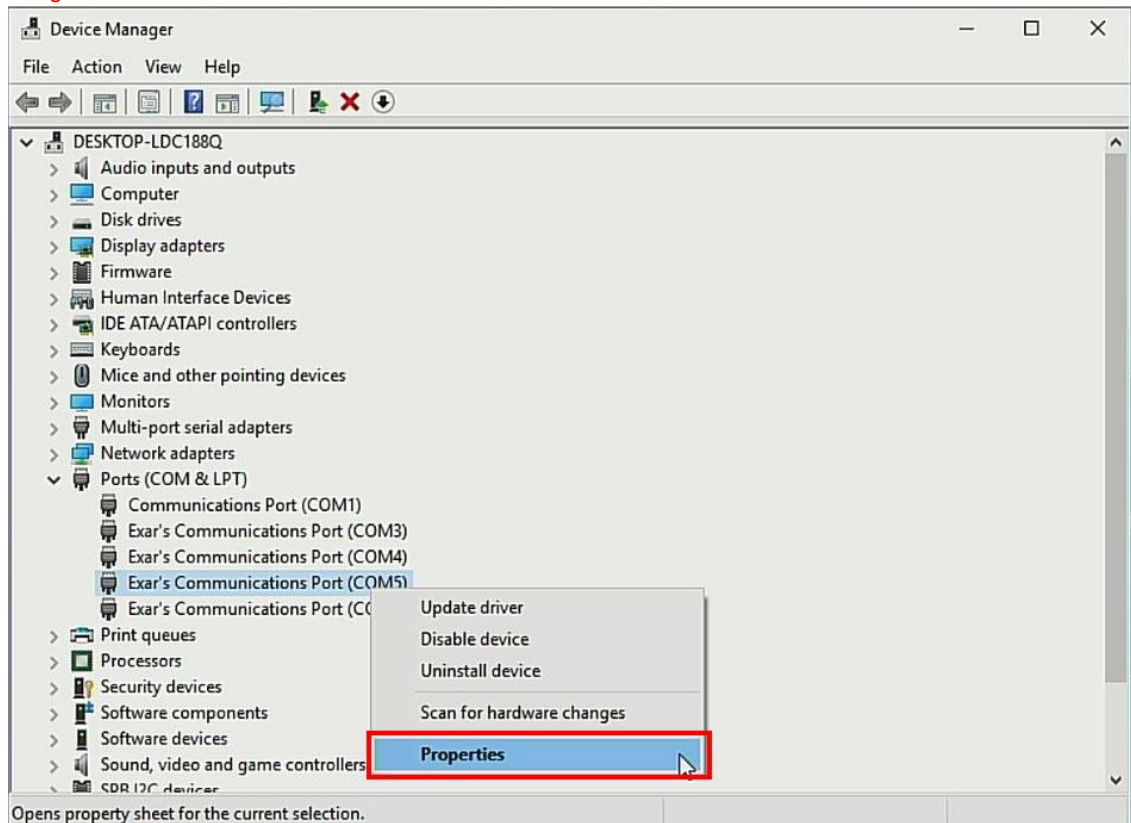 Device Manager
File Action View Help
DESKTOP-LDC188Q
Audio inputs and outputs
Computer
Disk drives
Display adapters
Firmware
Human Interface Devices
IDE ATA/ATAPI controllers
Keyboards
Mice and other pointing devices
Monitors
Multi-port serial adapters
Network adapters
Ports (COM & LPT)
Communications Port (COM1)
Exar's Communications Port (COM3)
Exar's Communications Port (COM4)
Exar's Communications Port (COM5)
Exar's Communications Port (CO
Print queues
Processors
Security devices
Software components
Software devices
Sound, video and game controllers
SPB I2C devices
Update driver
Disable device
Uninstall device
Scan for hardware changes
Properties
Opens property sheet for the current selection.